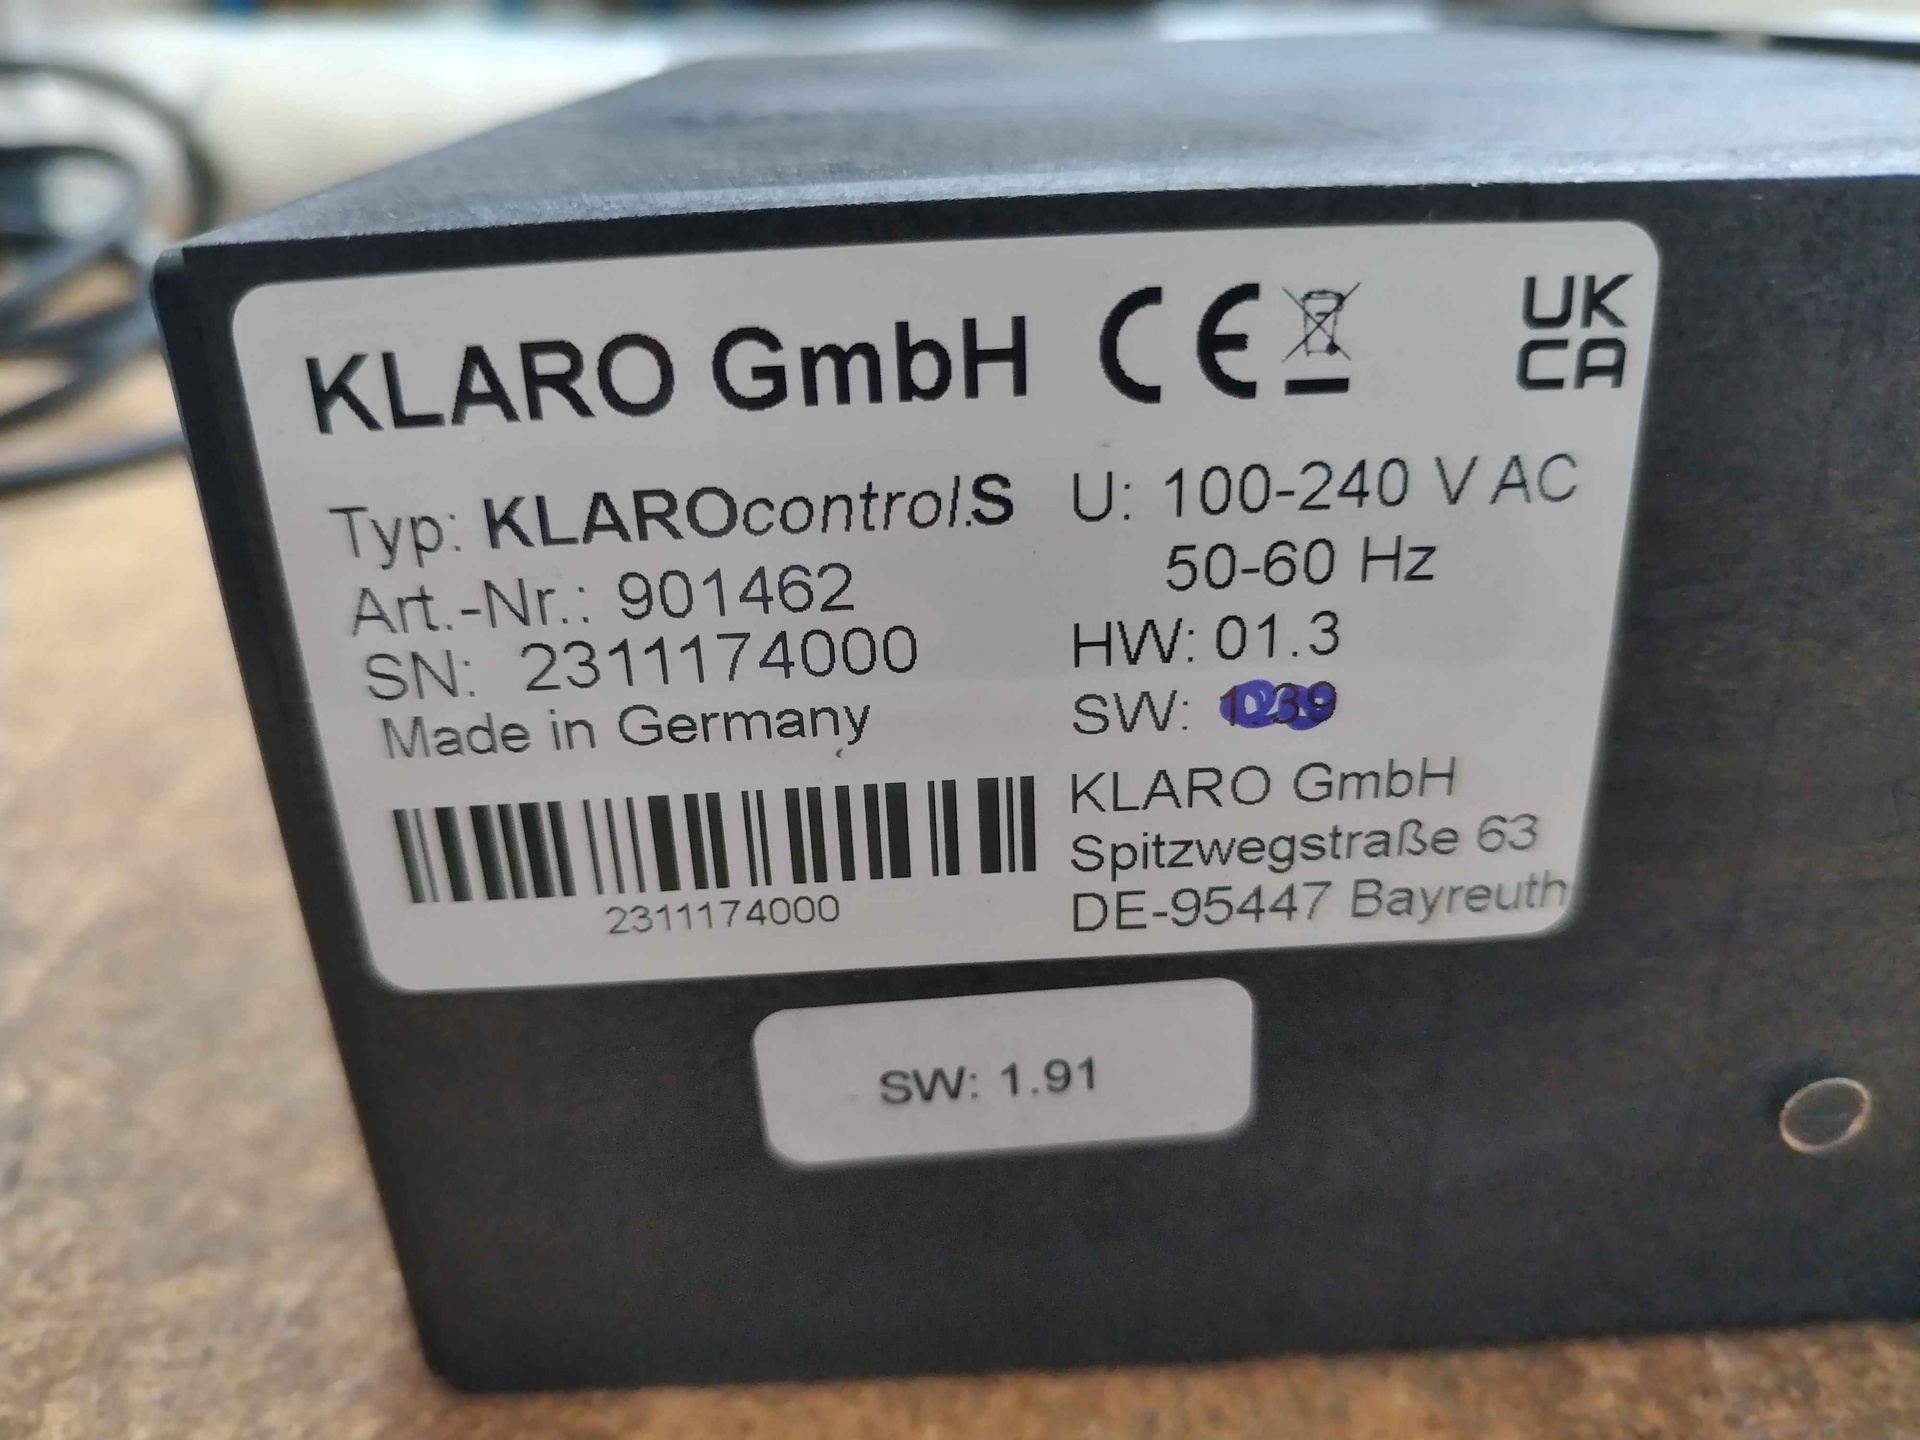 KLARO GmbH CE
UK
CA
Typ: KLAROcontrol.S
Art.-Nr.: 901462
SN: 2311174000
Made in Germany
2311174000
U: 100-240 V AC
50-60 Hz
HW: 01.3
SW:
KLARO GmbH
Spitzwegstraße 63
DE-95447 Bayreuth
SW: 1.91